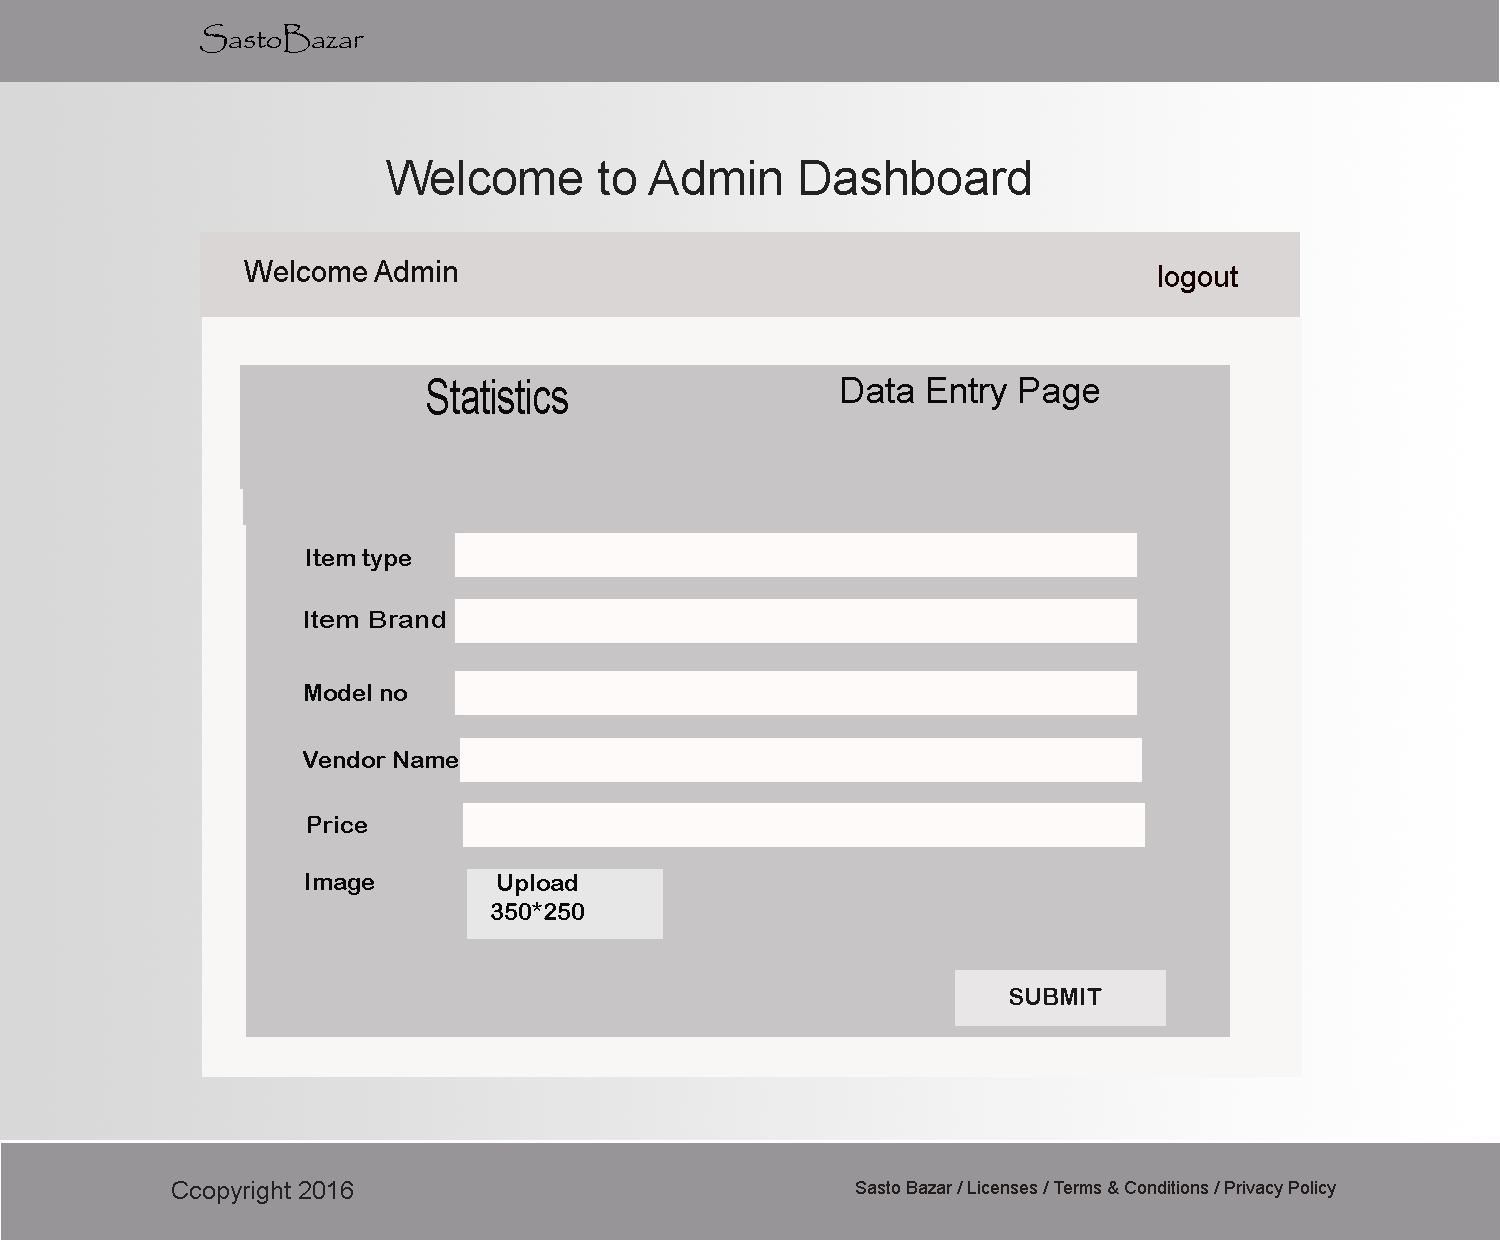 SastoBazar
Welcome to Admin Dashboard
Welcome Admin
logout
Statistics
Data Entry Page
Item type
Item Brand
Model no
Vendor Name
Price
Image
Upload
350*250
SUBMIT
Ccopyright 2016
Sasto Bazar / Licenses / Terms & Conditions / Privacy Policy